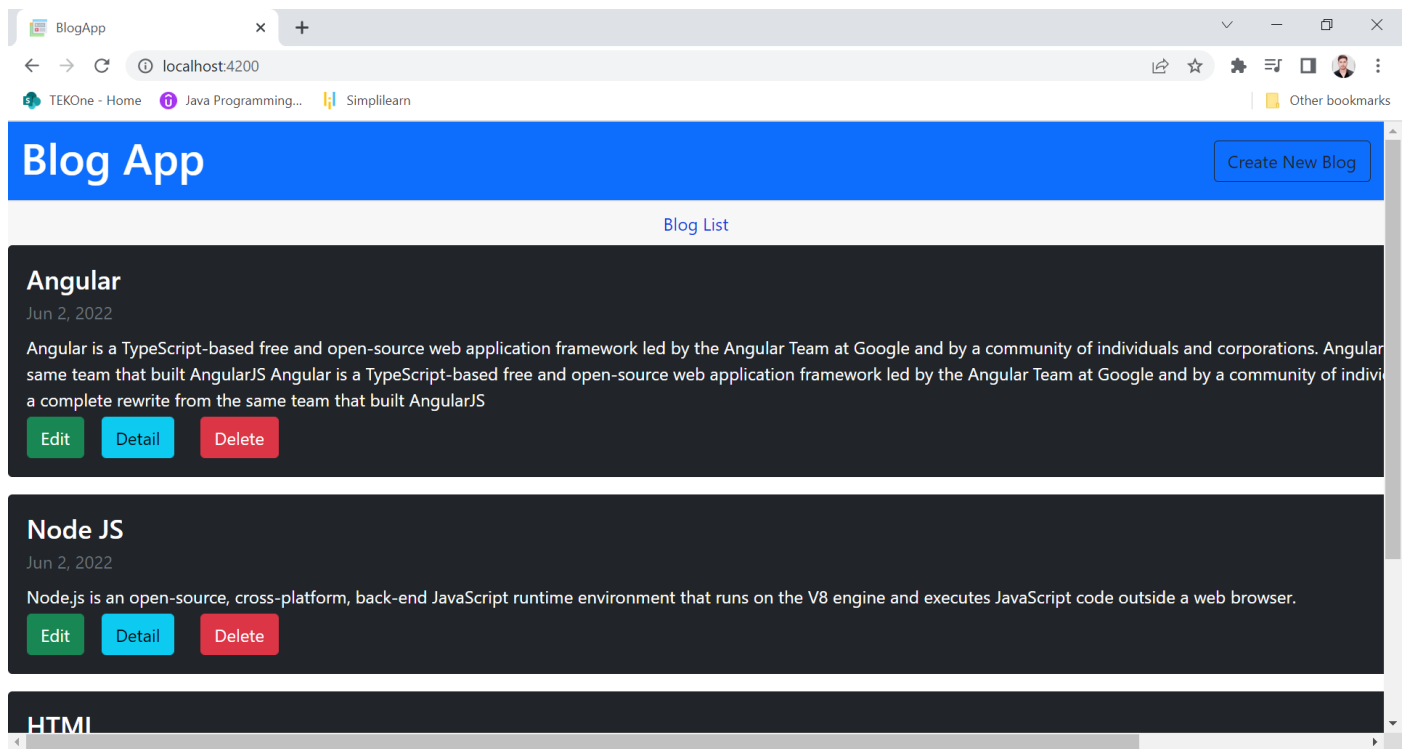 BlogApp
localhost:4200
TEKOne - Home Java Programming... Simplilearn Other bookmarks
Blog App Create New Blog
Blog List
Angular
Jun 2, 2022
Angular is a TypeScript-based free and open-source web application framework led by the Angular Team at Google and by a community of individuals and corporations. Angular
same team that built AngularJS Angular is a TypeScript-based free and open-source web application framework led by the Angular Team at Google and by a community of indivi
a complete rewrite from the same team that built AngularJS
Edit Detail Delete
Node JS
Jun 2, 2022
Node.js is an open-source, cross-platform, back-end JavaScript runtime environment that runs on the V8 engine and executes JavaScript code outside a web browser.
Edit Detail Delete
HTML